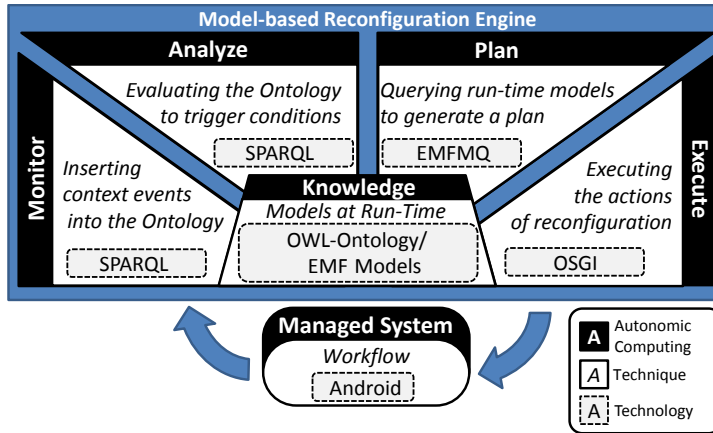 Model-based Reconfiguration Engine
Analyze
Plan
Monitor
Execute
Evaluating the Ontology
to trigger conditions
SPARQL
Querying run-time models
to generate a plan
EMFMQ
Inserting
context events
into the Ontology
SPARQL
Knowledge
Models at Run-Time
OWL-Ontology/
EMF Models
Executing
the actions
of reconfiguration
OSGI
Managed System
Workflow
Android
A Autonomic
Computing
A Technique
A Technology